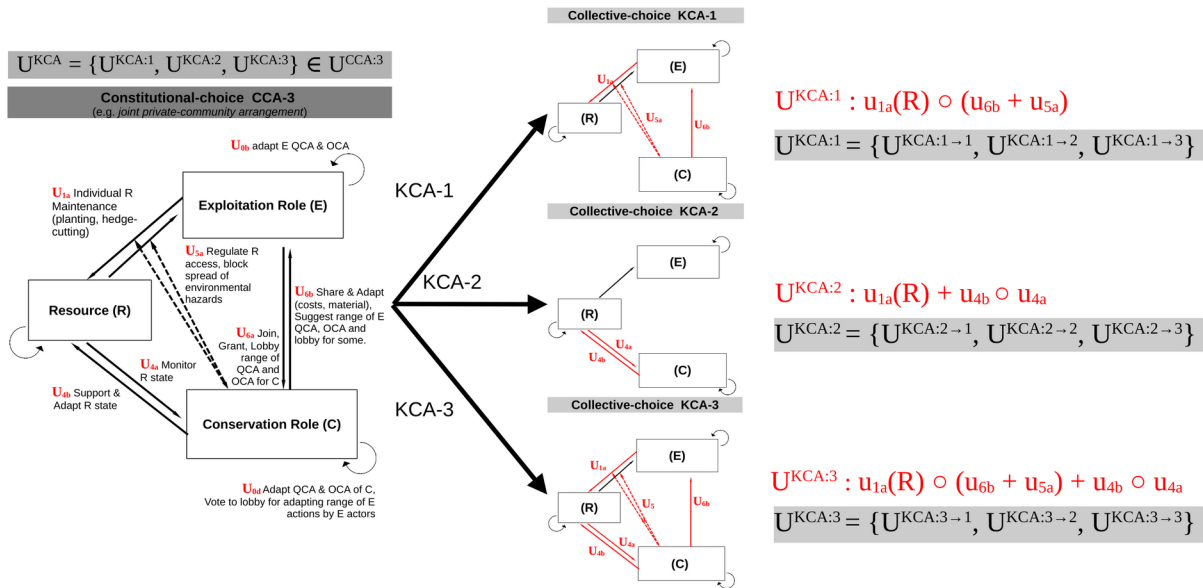 U^KCA = {U^KCA:1, U^KCA:2, U^KCA:3} ∈ U^CCA:3
Constitutional-choice CCA-3
(e.g. joint private-community arrangement)
U0b adapt E QCA & OCA
U1a Individual R
Maintenance
(planting, hedge-
cutting)
Exploitation Role (E)
U5a Regulate R
access, block
spread of
environmental
hazards
U6b Share & Adapt
(costs, material),
Suggest range of E
QCA, OCA and
lobby for some.
Resource (R)
U6a Join,
Grant, Lobby
range of
QCA and
OCA for C
U4a Monitor
R state
U4b Support &
Adapt R state
Conservation Role (C)
U0d Adapt QCA & OCA of C,
Vote to lobby for adapting range of E
actions by E actors
KCA-1
KCA-2
KCA-3
Collective-choice KCA-1
(E)
U1a
(R)
U5a
U6b
(C)
Collective-choice KCA-2
(E)
(R)
U4a
U4b
(C)
Collective-choice KCA-3
(E)
U1a
(R)
U5
U6b
U4a
U4b
(C)
U^KCA:1 : u1a(R) ○ (u6b + u5a)
U^KCA:1 = {U^KCA:1→1, U^KCA:1→2, U^KCA:1→3}
U^KCA:2 : u1a(R) + u4b ○ u4a
U^KCA:2 = {U^KCA:2→1, U^KCA:2→2, U^KCA:2→3}
U^KCA:3 : u1a(R) ○ (u6b + u5a) + u4b ○ u4a
U^KCA:3 = {U^KCA:3→1, U^KCA:3→2, U^KCA:3→3}